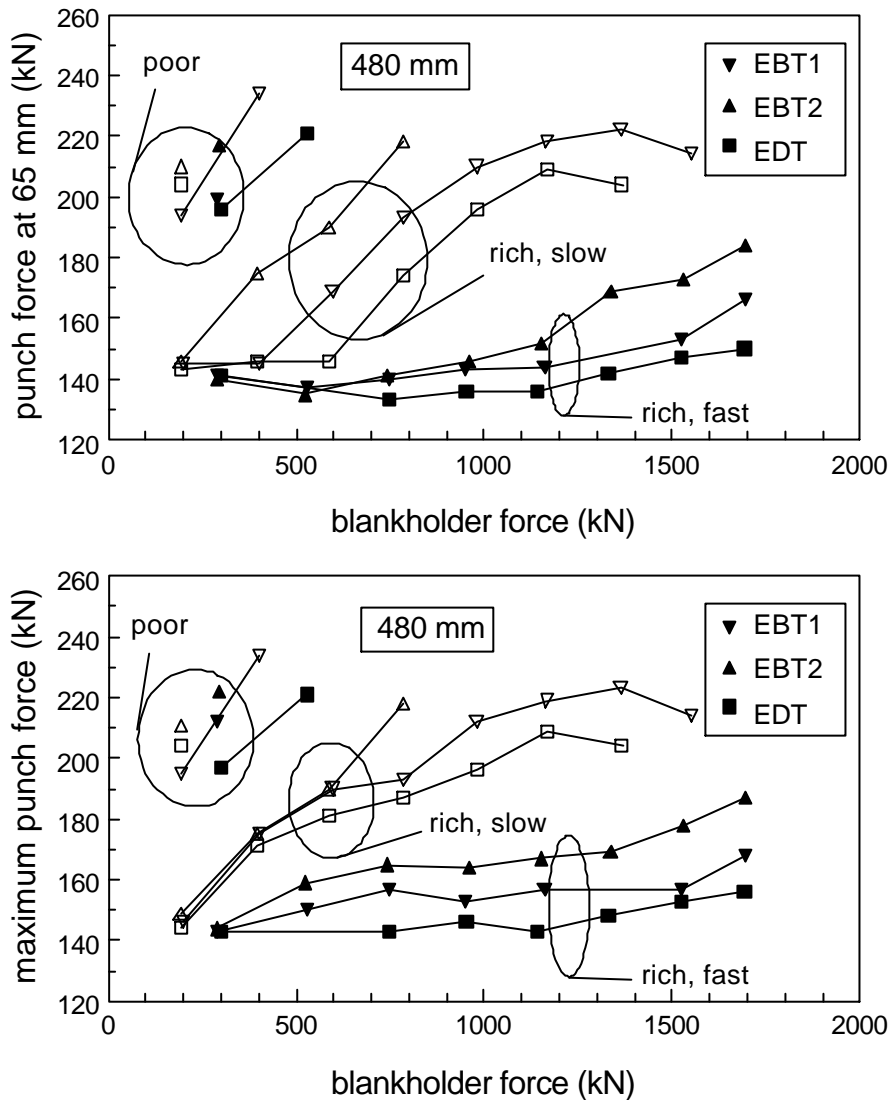 260
240
220
200
180
160
140
120
punch force at 65 mm (kN)
poor
480 mm
EBT1
EBT2
EDT
rich, slow
rich, fast
0 500 1000 1500 2000
blankholder force (kN)
260
240
220
200
180
160
140
120
maximum punch force (kN)
poor
480 mm
EBT1
EBT2
EDT
rich, slow
rich, fast
0 500 1000 1500 2000
blankholder force (kN)